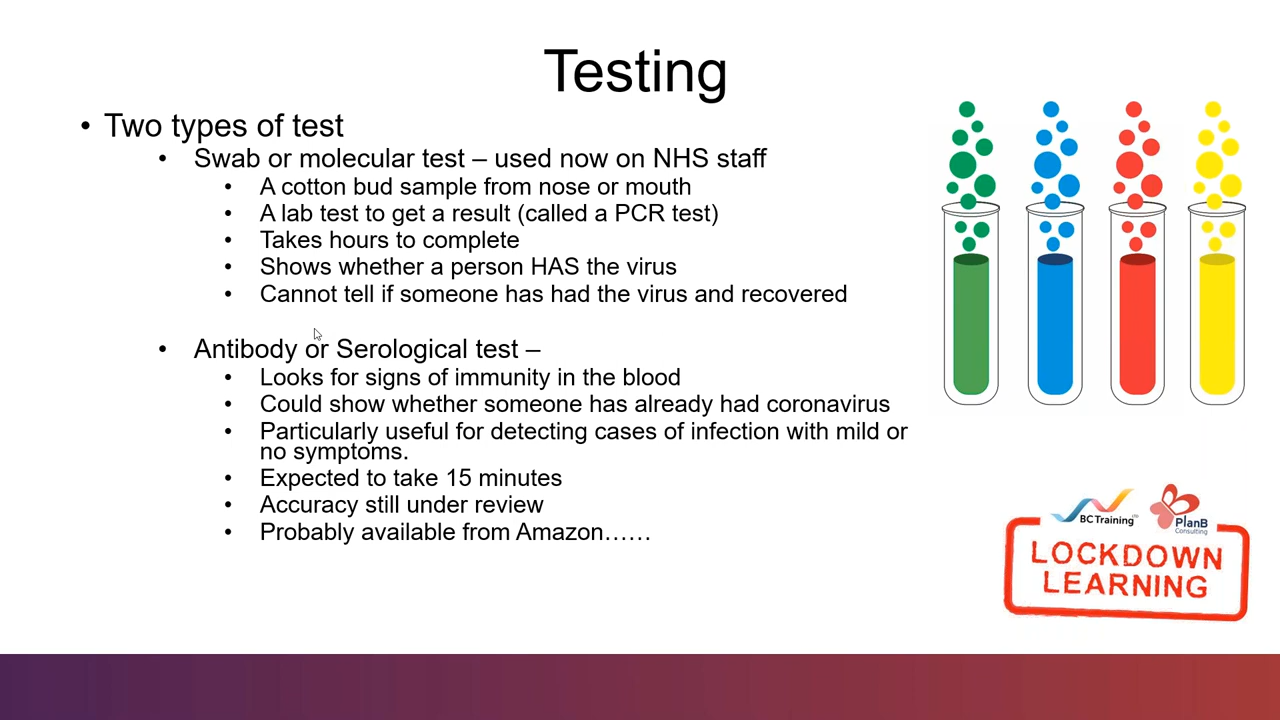 Testing
• Two types of test
• Swab or molecular test – used now on NHS staff
• A cotton bud sample from nose or mouth
• A lab test to get a result (called a PCR test)
• Takes hours to complete
• Shows whether a person HAS the virus
• Cannot tell if someone has had the virus and recovered
• Antibody or Serological test –
• Looks for signs of immunity in the blood
• Could show whether someone has already had coronavirus
• Particularly useful for detecting cases of infection with mild or
no symptoms.
• Expected to take 15 minutes
• Accuracy still under review
• Probably available from Amazon……
BC Training Ltd
PlanB
Consulting
LOCKDOWN
LEARNING